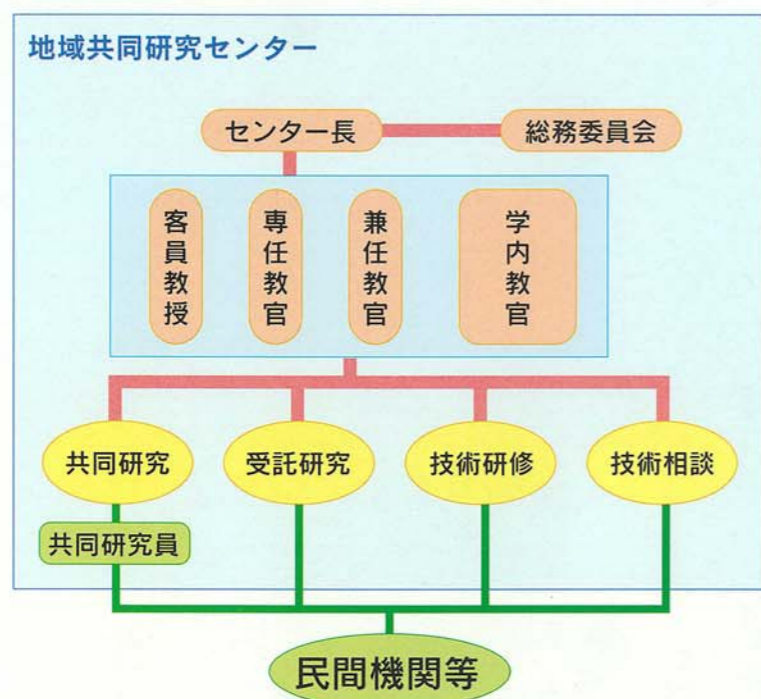 地域共同研究センター
センター長
総務委員会
客員教授
専任教官
兼任教官
学内教官
共同研究
受託研究
技術研修
技術相談
共同研究員
民間機関等